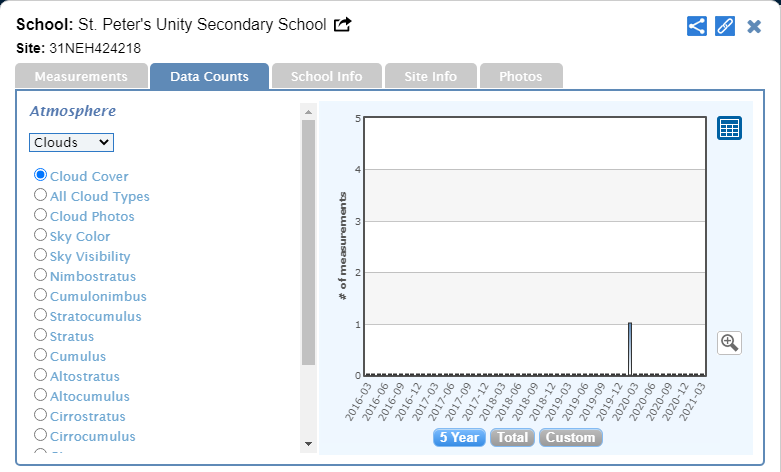 School: St. Peter's Unity Secondary School
Site: 31NEH424218
Measurements Data Counts School Info Site Info Photos
Atmosphere
Clouds
Cloud Cover
All Cloud Types
Cloud Photos
Sky Color
Sky Visibility
Nimbostratus
Cumulonimbus
Stratocumulus
Stratus
Cumulus
Altostratus
Altocumulus
Cirrostratus
Cirrocumulus
# of measurements
5
4
3
2
1
0
2016-03 2016-06 2016-09 2016-12 2017-03 2017-06 2017-09 2017-12 2018-03 2018-06 2018-09 2018-12 2019-03 2019-06 2019-09 2019-12 2020-03 2020-06 2020-09 2020-12 2021-03
5 Year Total Custom